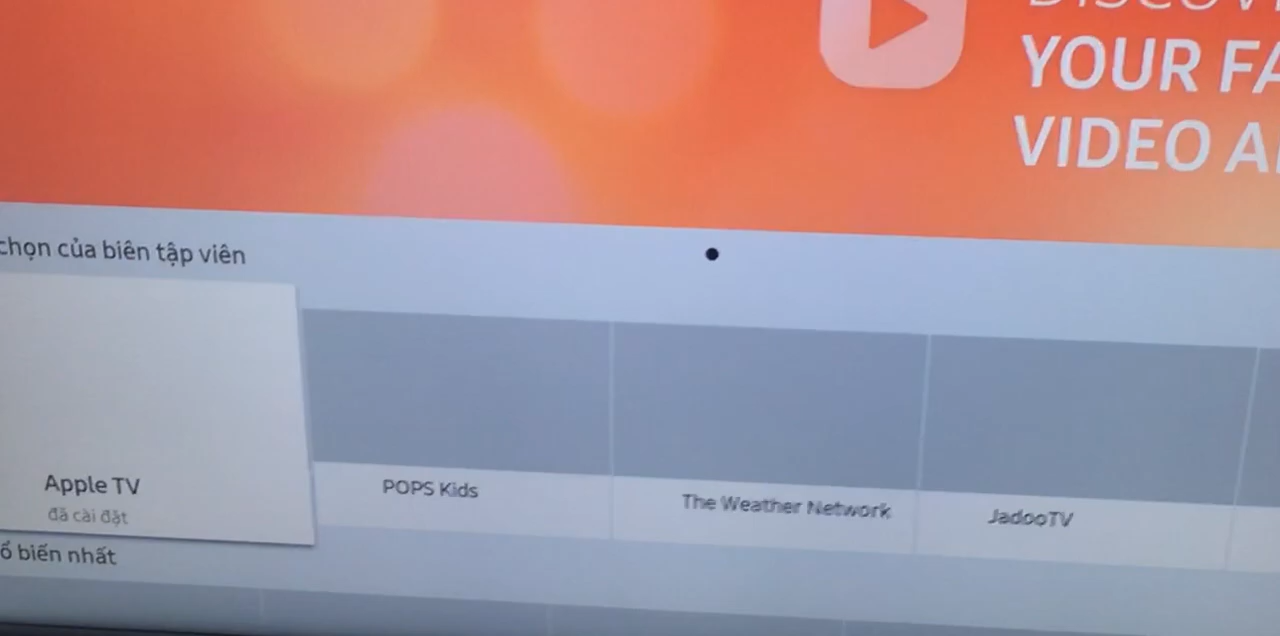 YOUR FA
VIDEO A
chọn của biên tập viên
Apple TV
đã cài đặt
POPS Kids
The Weather Network
JadooTV
ổ biến nhất